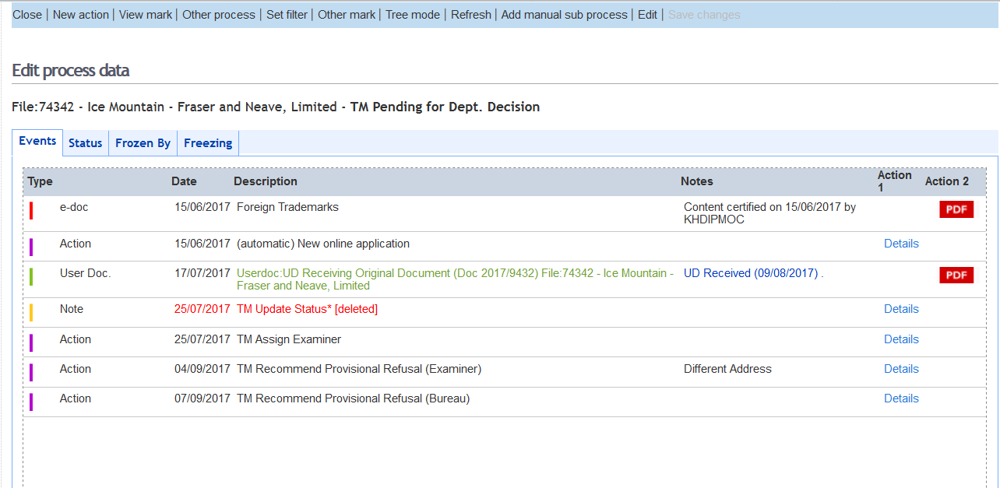 Close | New action | View mark | Other process | Set filter | Other mark | Tree mode | Refresh | Add manual sub process | Edit | Save changes
Edit process data
File:74342 - Ice Mountain - Fraser and Neave, Limited - TM Pending for Dept. Decision
Events Status Frozen By Freezing
Type Date Description Notes Action 1 Action 2
e-doc 15/06/2017 Foreign Trademarks Content certified on 15/06/2017 by PDF
KHDIPMOC
Action 15/06/2017 (automatic) New online application Details
User Doc. 17/07/2017 Userdoc:UD Receiving Original Document (Doc 2017/9432) File:74342 - Ice Mountain - UD Received (09/08/2017) . PDF
Fraser and Neave, Limited
Note 25/07/2017 TM Update Status* [deleted] Details
Action 25/07/2017 TM Assign Examiner Details
Action 04/09/2017 TM Recommend Provisional Refusal (Examiner) Different Address Details
Action 07/09/2017 TM Recommend Provisional Refusal (Bureau) Details